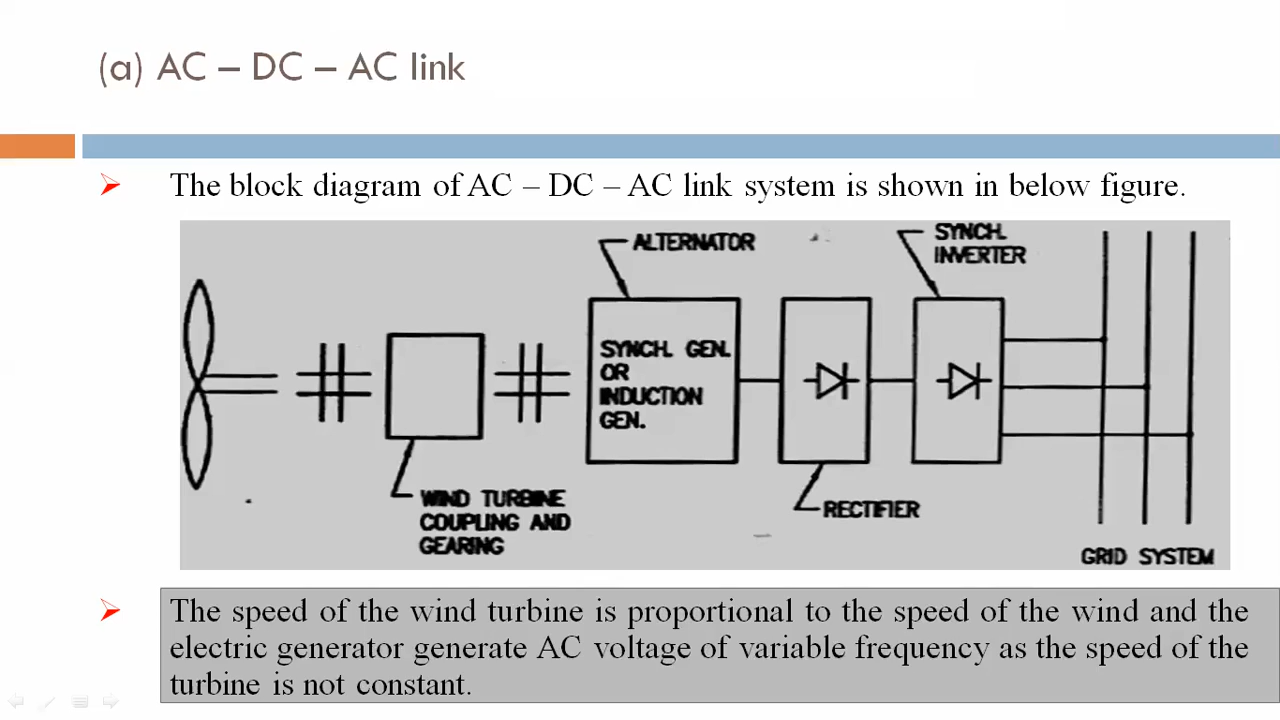 (a) AC – DC – AC link
➢ The block diagram of AC – DC – AC link system is shown in below figure.
ALTERNATOR
SYNCH.
INVERTER
SYNCH. GEN.
OR
INDUCTION
GEN.
WIND TURBINE
COUPLING AND
GEARING
RECTIFIER
GRID SYSTEM
➢ The speed of the wind turbine is proportional to the speed of the wind and the
electric generator generate AC voltage of variable frequency as the speed of the
turbine is not constant.